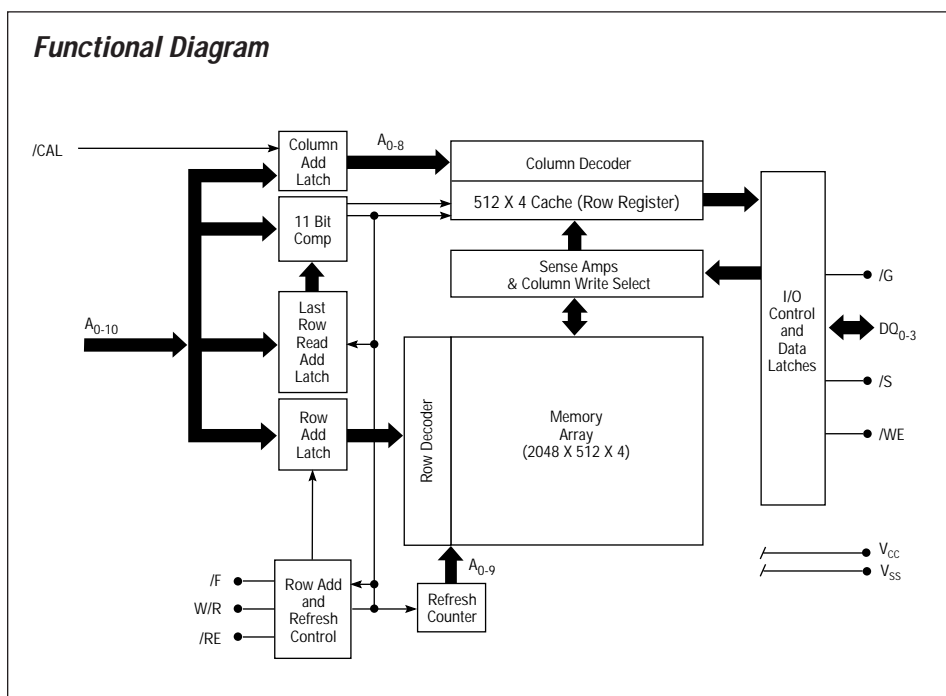 Functional Diagram
/CAL
Column
Add
Latch
A0-8
Column Decoder
512 X 4 Cache (Row Register)
11 Bit
Comp
Sense Amps
& Column Write Select
/G
A0-10
Last
Row
Read
Add
Latch
I/O
Control
and
Data
Latches
DQ0-3
/S
Row
Add
Latch
Row Decoder
Memory
Array
(2048 X 512 X 4)
/WE
VCC
VSS
A0-9
/F
W/R
/RE
Row Add
and
Refresh
Control
Refresh
Counter